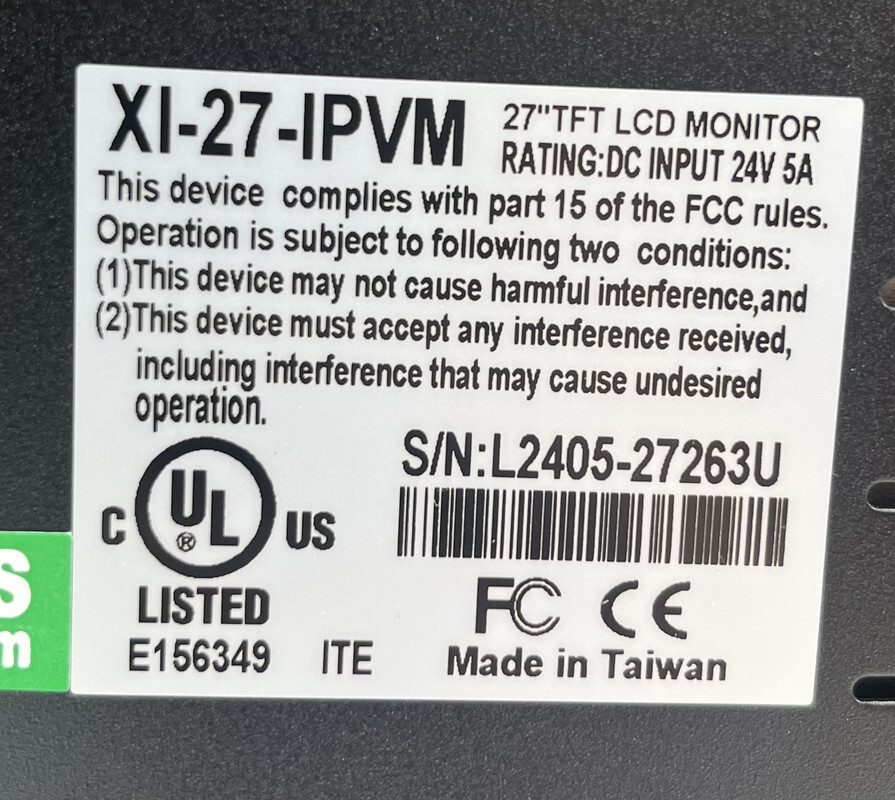 XI-27-IPVM
27"TFT LCD MONITOR
RATING:DC INPUT 24V 5A
This device complies with part 15 of the FCC rules.
Operation is subject to following two conditions:
(1)This device may not cause harmful interference,and
(2)This device must accept any interference received,
including interference that may cause undesired
operation.
S/N:L2405-27263U
C UL ® US
LISTED
E156349 ITE
FC CE
Made in Taiwan
S
m